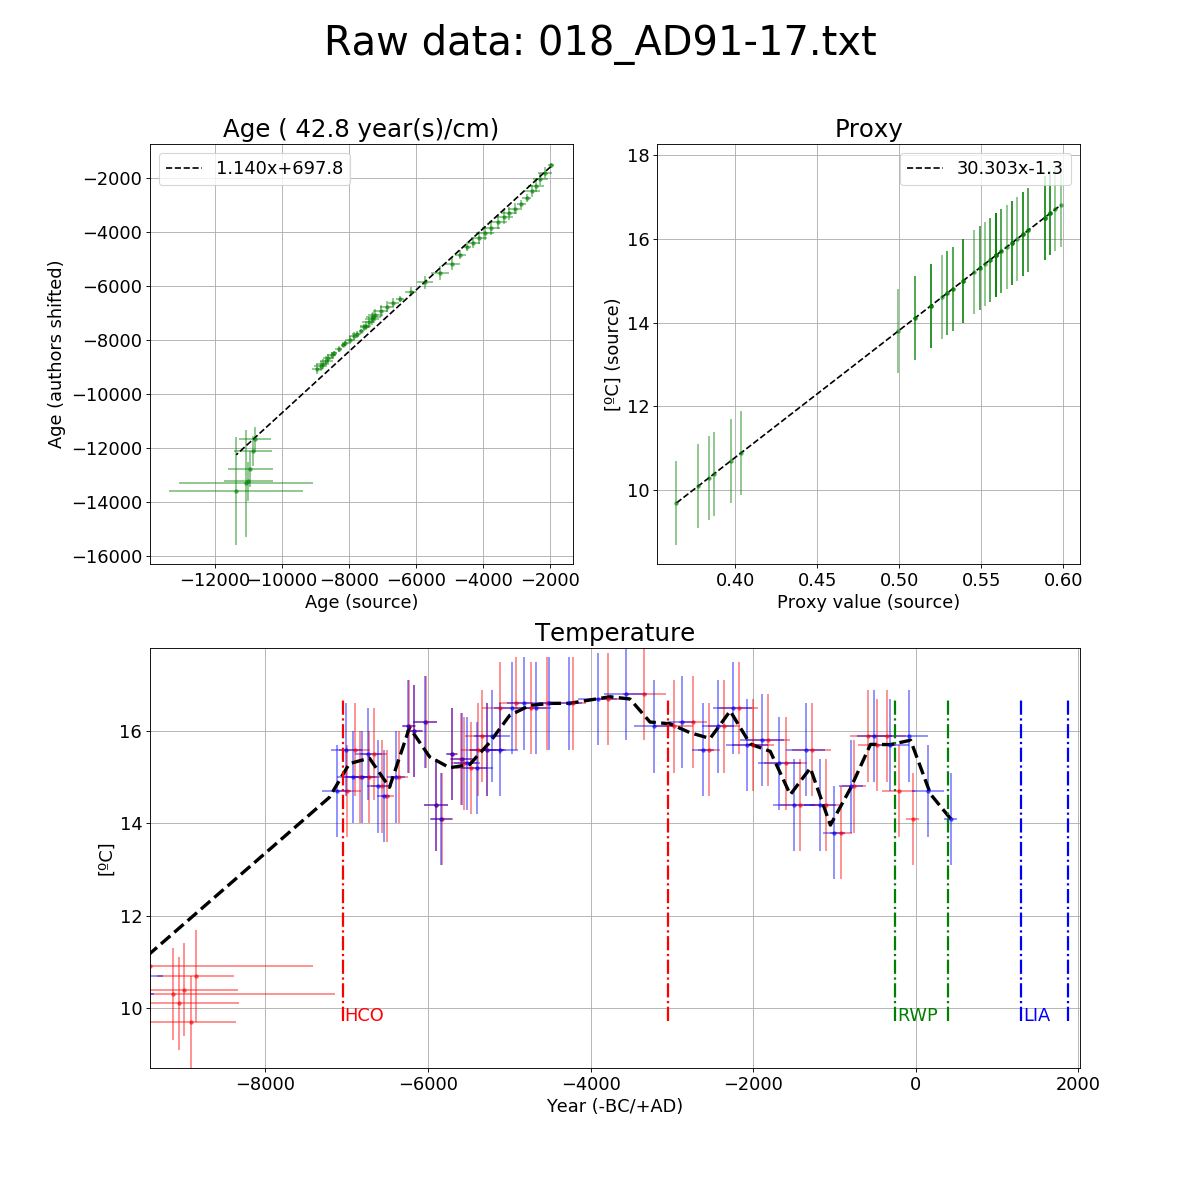 Raw data: 018_AD91-17.txt
Age ( 42.8 year(s)/cm)
1.140x+697.8
Age (authors shifted)
−2000
−4000
−6000
−8000
−10000
−12000
−14000
−16000
−12000 −10000 −8000 −6000 −4000 −2000
Age (source)
Proxy
30.303x-1.3
[ºC] (source)
18
16
14
12
10
0.40 0.45 0.50 0.55 0.60
Proxy value (source)
Temperature
[ºC]
16
14
12
10
HCO RWP LIA
−8000 −6000 −4000 −2000 0 2000
Year (-BC/+AD)